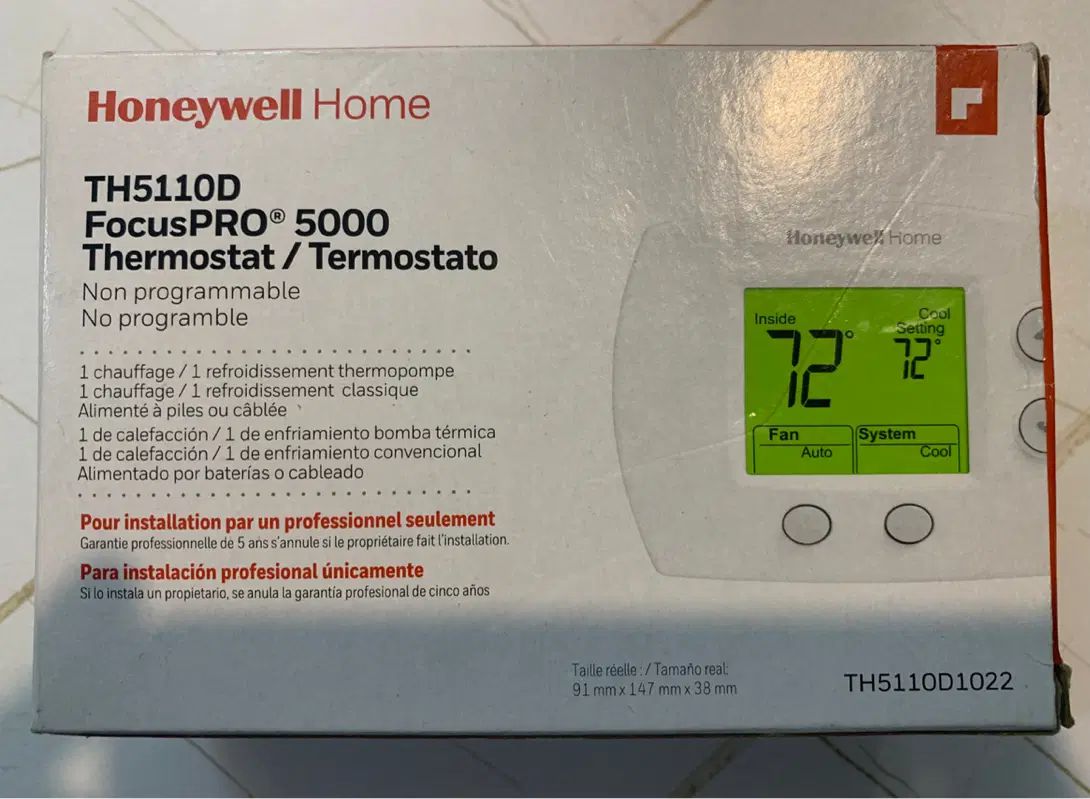 Honeywell Home
TH5110D
FocusPRO® 5000
Thermostat / Termostato
Non programmable
No programble
1 chauffage / 1 refroidissement thermopompe
1 chauffage / 1 refroidissement classique
Alimenté à piles ou câblée
1 de calefacción / 1 de enfriamiento bomba térmica
1 de calefacción / 1 de enfriamiento convencional
Alimentado por baterías o cableado
Pour installation par un professionnel seulement
Garantie professionnelle de 5 ans s'annule si le propriétaire fait l'installation.
Para instalación profesional únicamente
Si lo instala un propietario, se anula la garantía profesional de cinco años
Honeywell Home
Inside
Cool
Setting
72° 72°
Fan System
Auto Cool
Taille réelle : / Tamaño real:
91 mm x 147 mm x 38 mm
TH5110D1022